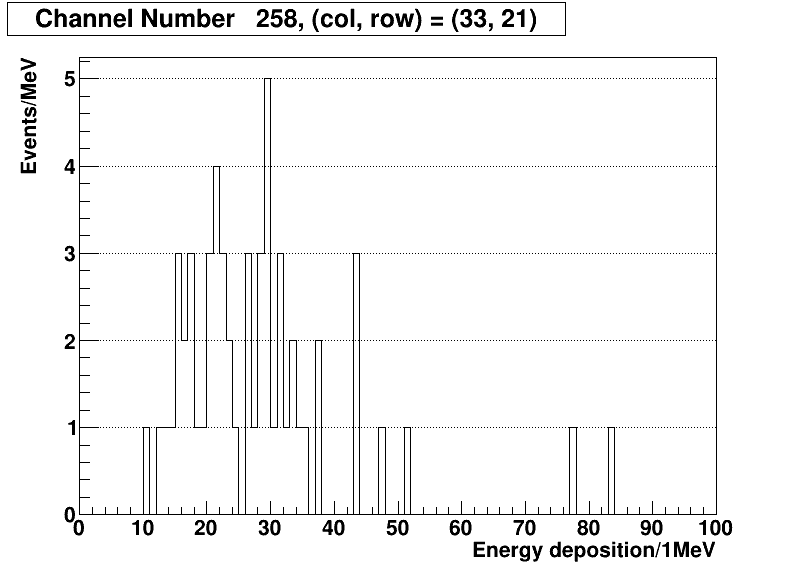 Channel Number 258, (col, row) = (33, 21)
Events/MeV
5
4
3
2
1
0
0 10 20 30 40 50 60 70 80 90 100
Energy deposition/1MeV